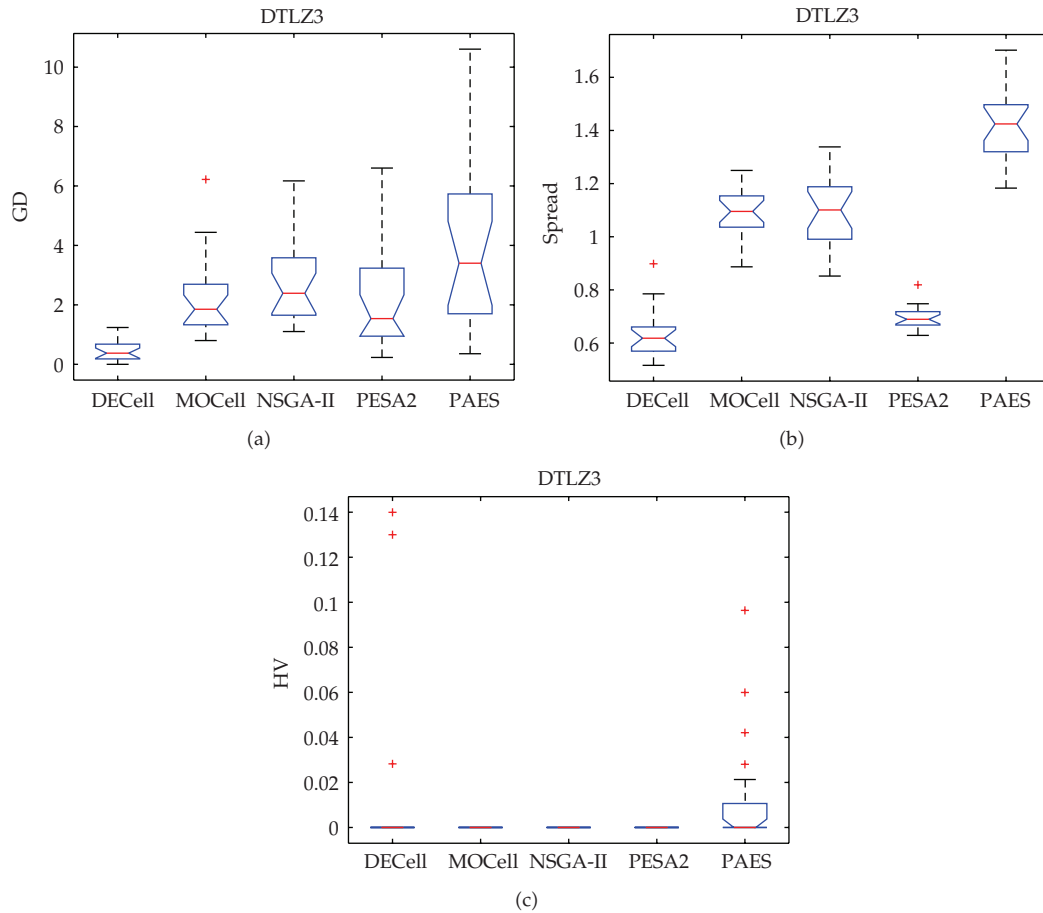 DTLZ3
10
8
6
4
2
0
GD
DECell MOCell NSGA-II PESA2 PAES
(a)
DTLZ3
1.6
1.4
1.2
1
0.8
0.6
Spread
DECell MOCell NSGA-II PESA2 PAES
(b)
DTLZ3
0.14
0.12
0.1
0.08
0.06
0.04
0.02
0
HV
DECell MOCell NSGA-II PESA2 PAES
(c)